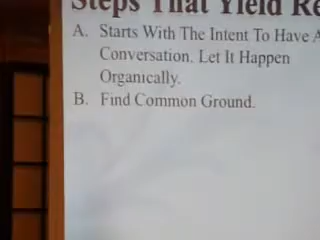 Steps That Yield Re
A. Starts With The Intent To Have A
Conversation. Let It Happen
Organically.
B. Find Common Ground.